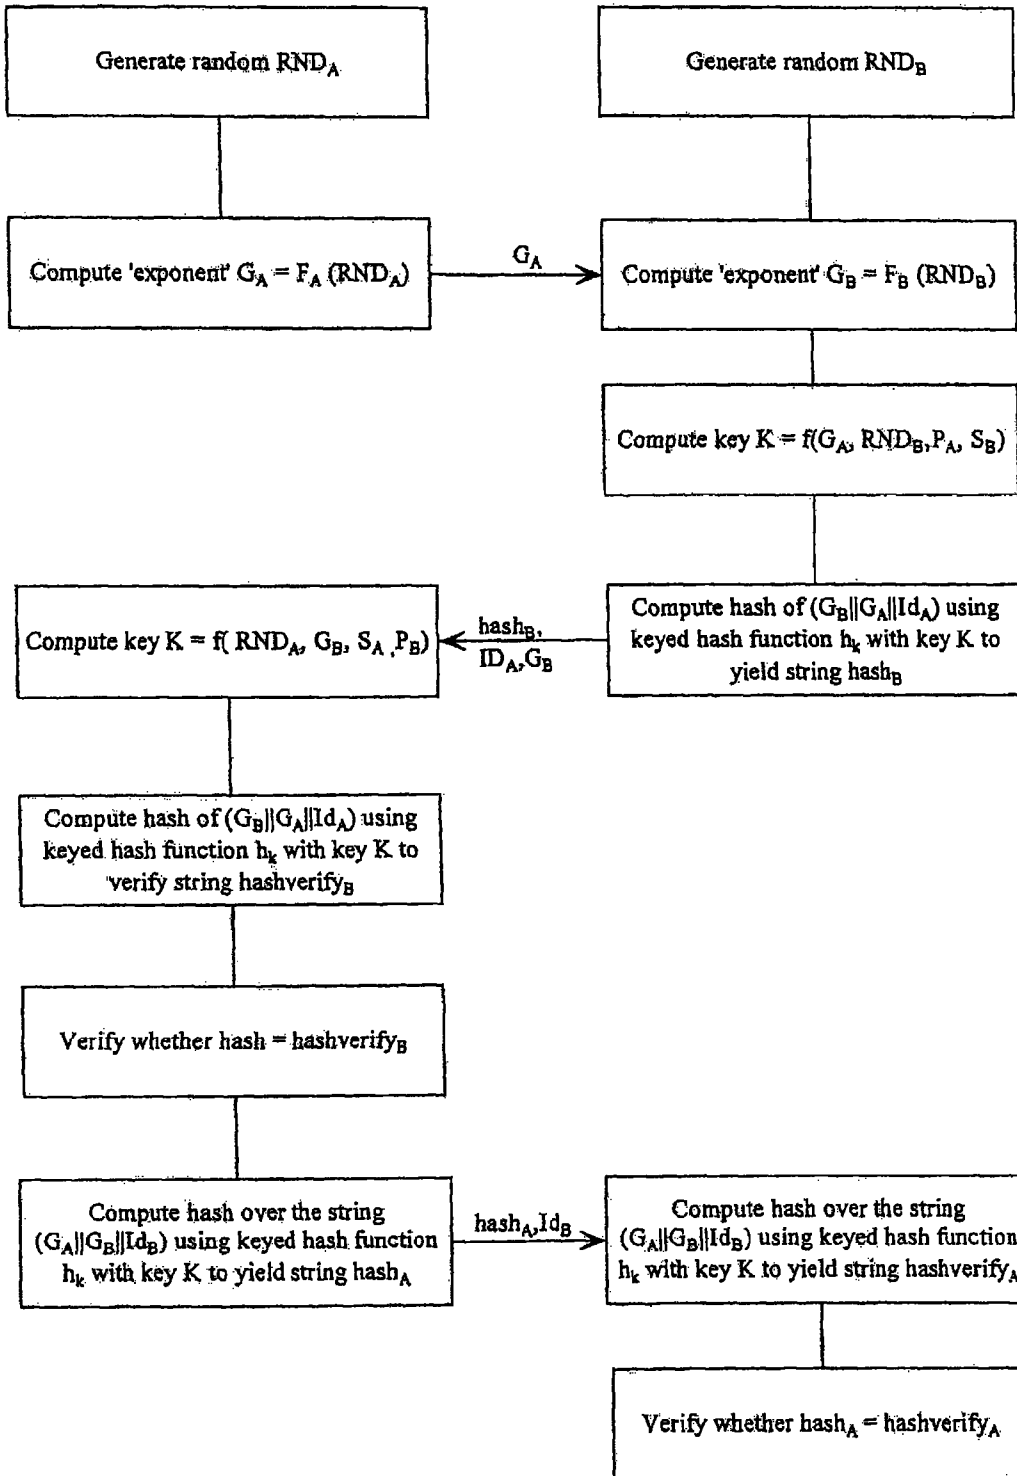 Generate random RND_A
Generate random RND_B
Compute 'exponent' G_A = F_A (RND_A)
G_A
Compute 'exponent' G_B = F_B (RND_B)
Compute key K = f(G_A, RND_B,P_A, S_B)
Compute hash of (G_B||G_A||Id_A) using
keyed hash function h_k with key K to
yield string hash_B
hash_B,
ID_A,G_B
Compute key K = f( RND_A, G_B, S_A ,P_B)
Compute hash of (G_B||G_A||Id_A) using
keyed hash function h_k with key K to
verify string hashverify_B
Verify whether hash = hashverify_B
Compute hash over the string
(G_A||G_B||Id_B) using keyed hash function
h_k with key K to yield string hash_A
hash_A,Id_B
Compute hash over the string
(G_A||G_B||Id_B) using keyed hash function
h_k with key K to yield string hashverify_A
Verify whether hash_A = hashverify_A